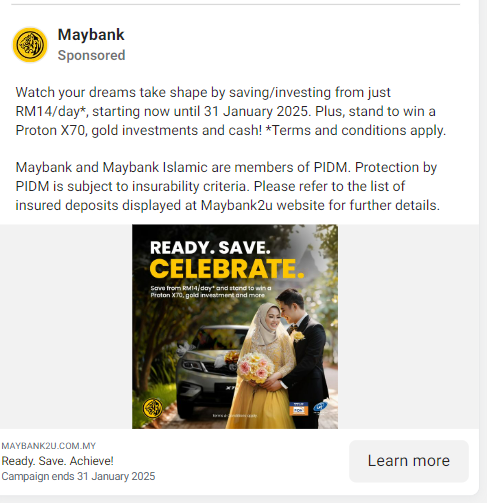 Maybank
Sponsored
Watch your dreams take shape by saving/investing from just
RM14/day*, starting now until 31 January 2025. Plus, stand to win a
Proton X70, gold investments and cash! *Terms and conditions apply.
Maybank and Maybank Islamic are members of PIDM. Protection by
PIDM is subject to insurability criteria. Please refer to the list of
insured deposits displayed at Maybank2u website for further details.
READY. SAVE.
CELEBRATE.
Save from RM14/day* and stand to win a
Proton X70, gold investment and more.
terms and conditions apply
MAYBANK2U.COM.MY
Ready. Save. Achieve!
Campaign ends 31 January 2025
Learn more